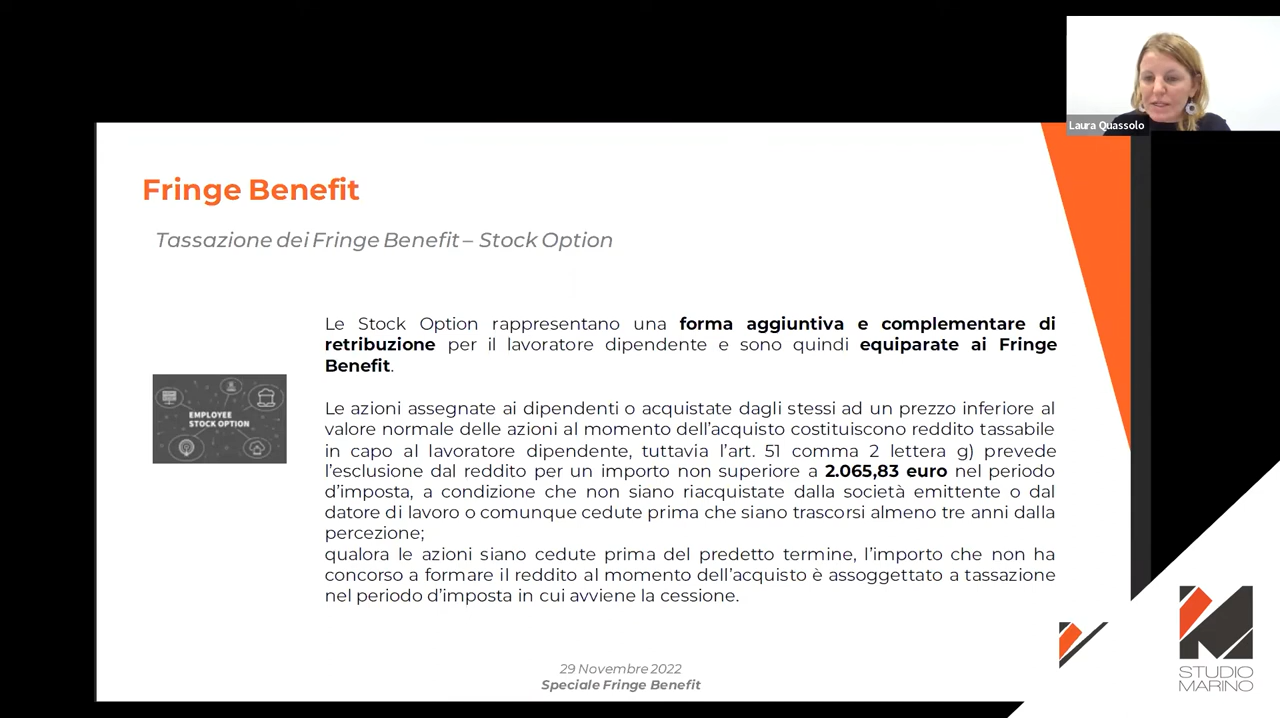 Laura Quassolo
Fringe Benefit
Tassazione dei Fringe Benefit – Stock Option
Le Stock Option rappresentano una forma aggiuntiva e complementare di
retribuzione per il lavoratore dipendente e sono quindi equiparate ai Fringe
Benefit.
EMPLOYEE
STOCK OPTION
Le azioni assegnate ai dipendenti o acquistate dagli stessi ad un prezzo inferiore al
valore normale delle azioni al momento dell’acquisto costituiscono reddito tassabile
in capo al lavoratore dipendente, tuttavia l’art. 51 comma 2 lettera g) prevede
l’esclusione dal reddito per un importo non superiore a 2.065,83 euro nel periodo
d’imposta, a condizione che non siano riacquistate dalla società emittente o dal
datore di lavoro o comunque cedute prima che siano trascorsi almeno tre anni dalla
percezione;
qualora le azioni siano cedute prima del predetto termine, l’importo che non ha
concorso a formare il reddito al momento dell’acquisto è assoggettato a tassazione
nel periodo d’imposta in cui avviene la cessione.
29 Novembre 2022
Speciale Fringe Benefit
STUDIO
MARINO